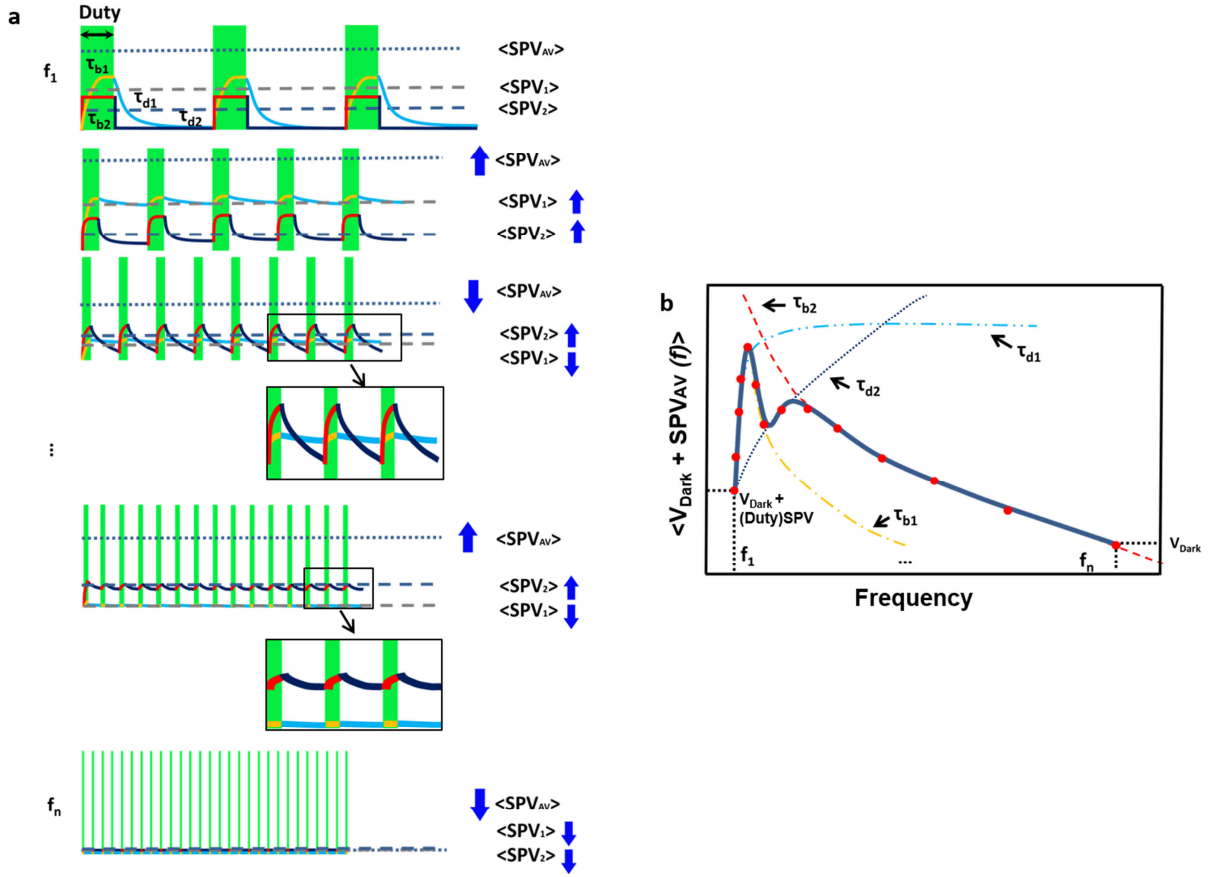 a
Duty
f1
τb1
τd1
τb2
τd2
<SPVAV>
<SPV1>
<SPV2>
<SPVAV>
<SPV1>
<SPV2>
<SPVAV>
<SPV2>
<SPV1>
⋮
<SPVAV>
<SPV2>
<SPV1>
fn
<SPVAV>
<SPV1>
<SPV2>
b
<VDark + SPVAV (f)>
τb2
τd1
τd2
τb1
VDark +
(Duty)SPV
f1
...
fn
VDark
Frequency